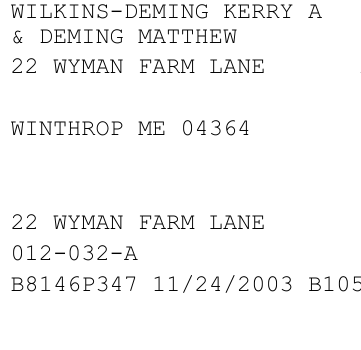 WILKINS-DEMING KERRY A
& DEMING MATTHEW
22 WYMAN FARM LANE
WINTHROP ME 04364
22 WYMAN FARM LANE
012-032-A
B8146P347 11/24/2003 B105